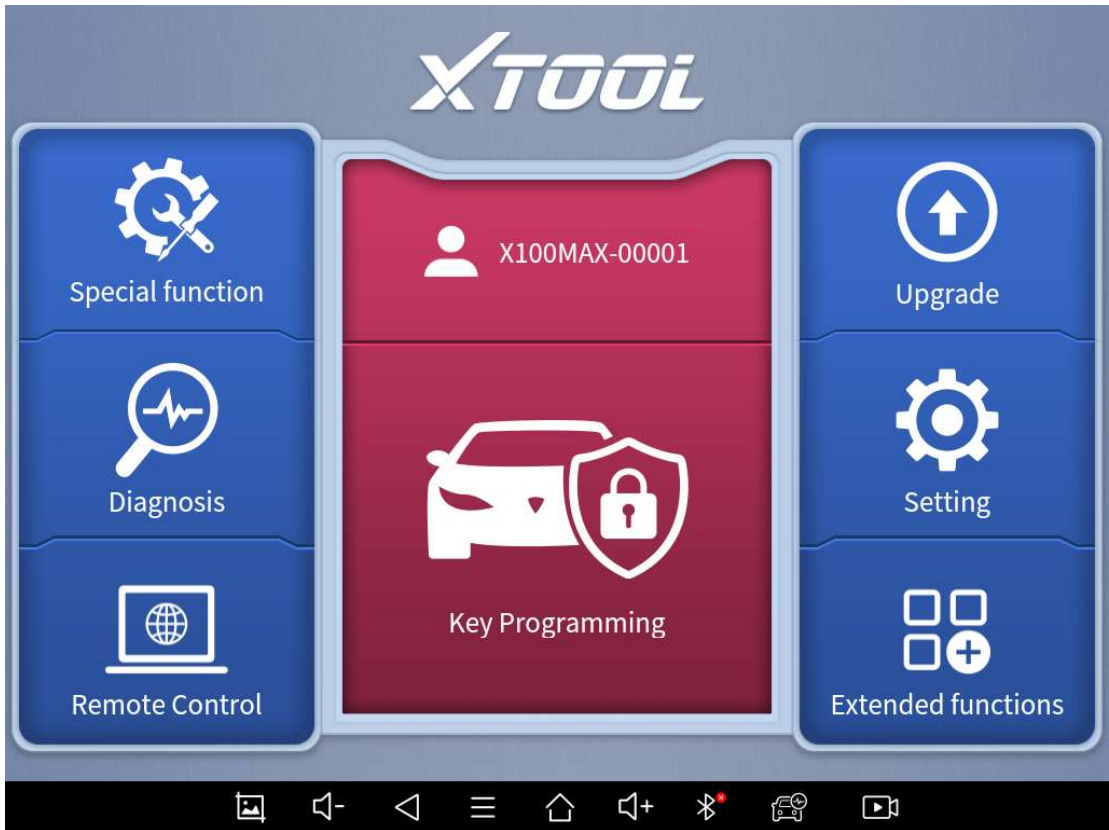 XTOOL
Special function
X100MAX-00001
Upgrade
Diagnosis
Setting
Key Programming
Remote Control
Extended functions